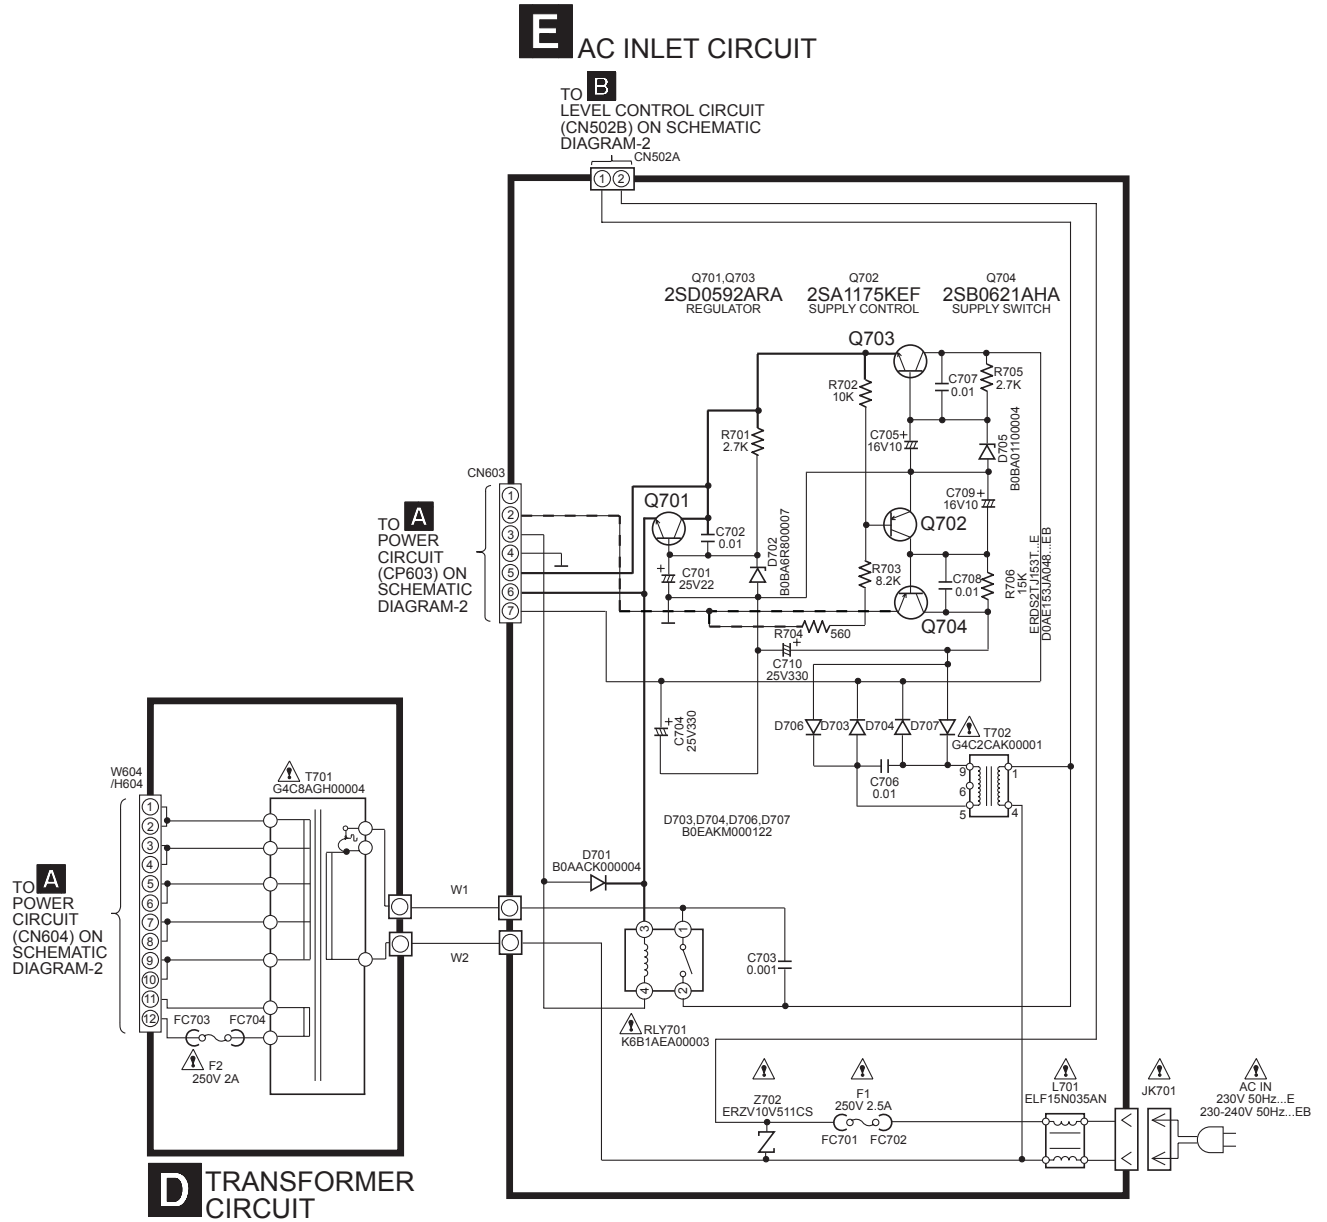 E AC INLET CIRCUIT
TO B
LEVEL CONTROL CIRCUIT
(CN502B) ON SCHEMATIC
DIAGRAM-2
CN502A
1 2
Q701,Q703
2SD0592ARA
REGULATOR
Q702
2SA1175KEF
SUPPLY CONTROL
Q704
2SB0621AHA
SUPPLY SWITCH
Q703
R702
10K
C707
0.01
R705
2.7K
R701
2.7K
C705+
16V10
D705
B0BA01100004
CN603
1
2
3
4
5
6
7
TO A
POWER
CIRCUIT
(CP603) ON
SCHEMATIC
DIAGRAM-2
Q701
C702
0.01
D702
B0BA6R800007
C709+
16V10
Q702
+ C701
25V22
R703
8.2K
C708
0.01
R706
15K
ERDS2TJ153T...E
D0AE153JA048...EB
Q704
R704
560
+
C710
25V330
+
C704
25V330
D706
D703
D704
D707
T702
G4C2CAK00001
C706
0.01
9
6
5
1
4
D703,D704,D706,D707
B0EAKM000122
W604
/H604
T701
G4C8AGH00004
1
2
3
4
5
6
7
8
9
10
11
12
TO A
POWER
CIRCUIT
(CN604) ON
SCHEMATIC
DIAGRAM-2
FC703
FC704
F2
250V 2A
D701
B0AACK000004
W1
W2
3
1
4
2
C703
0.001
RLY701
K6B1AEA00003
Z702
ERZV10V511CS
F1
250V 2.5A
FC701
FC702
L701
ELF15N035AN
JK701
AC IN
230V 50Hz...E
230-240V 50Hz...EB
D TRANSFORMER
CIRCUIT